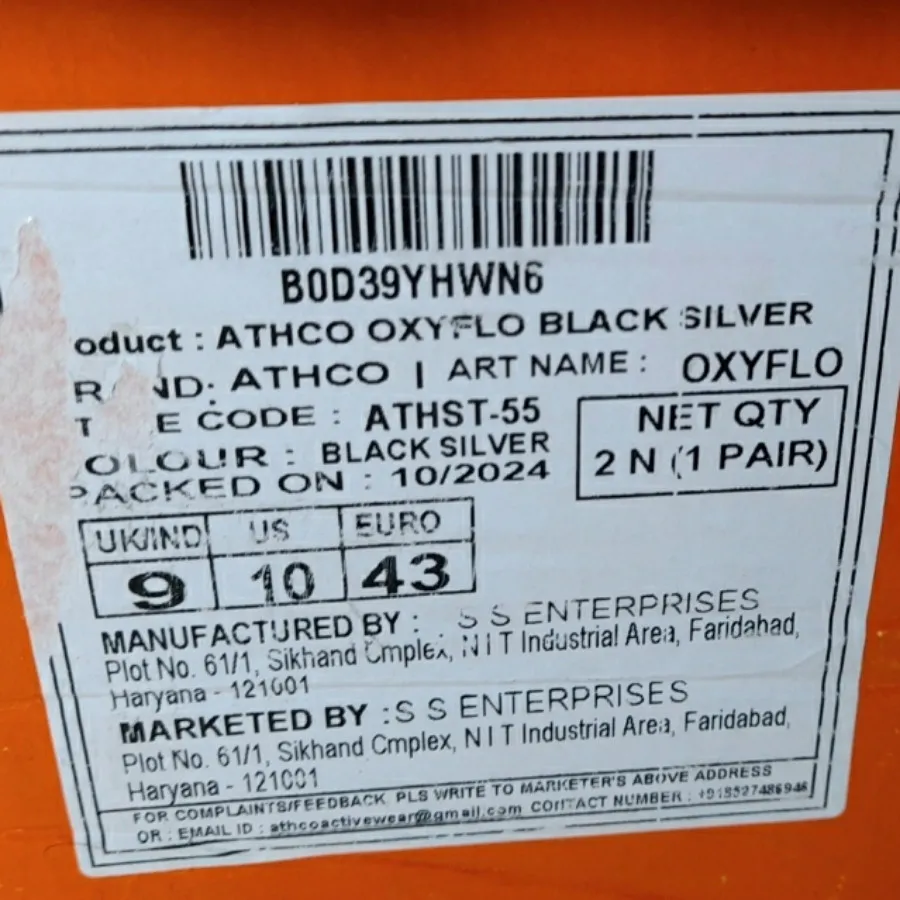 B0D39YHWN6
oduct : ATHCO OXYFLO BLACK SILVER
ATHCO | ART NAME : OXYFLO
E CODE : ATHST-55
NET QTY
2 N (1 PAIR)
OLOUR : BLACK SILVER
PACKED ON : 10/2024
UK/IND US EURO
9 10 43
MANUFACTURED BY : S S ENTERPRISES
Plot No. 61/1, Sikhand Cmplex, N I T Industrial Area, Faridabad,
Haryana - 121001
MARKETED BY :S S ENTERPRISES
Plot No. 61/1, Sikhand Cmplex, N I T Industrial Area, Faridabad,
Haryana - 121001
FOR COMPLAINTS/FEEDBACK PLS WRITE TO MARKETER'S ABOVE ADDRESS
OR : EMAIL ID : athcoactivewear@gmail.com CONTACT NUMBER :